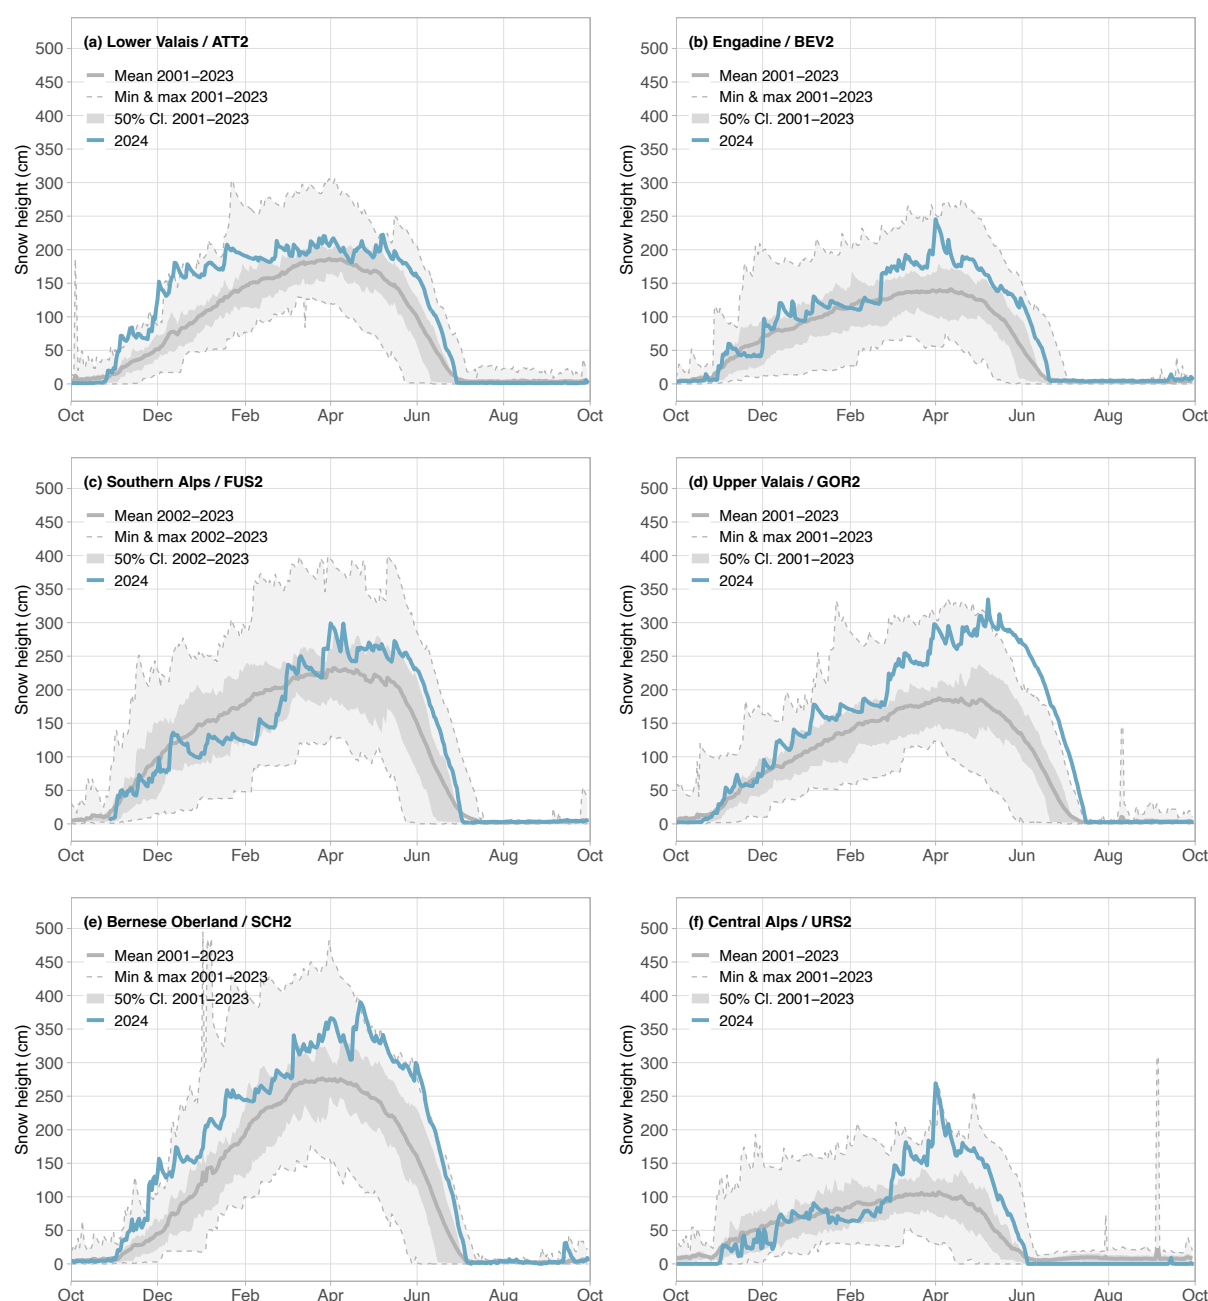 (a) Lower Valais / ATT2
Mean 2001–2023
Min & max 2001–2023
50% CI. 2001–2023
2024
Snow height (cm)
500
450
400
350
300
250
200
150
100
50
0
Oct Dec Feb Apr Jun Aug Oct
(b) Engadine / BEV2
Mean 2001–2023
Min & max 2001–2023
50% CI. 2001–2023
2024
Snow height (cm)
500
450
400
350
300
250
200
150
100
50
0
Oct Dec Feb Apr Jun Aug Oct
(c) Southern Alps / FUS2
Mean 2002–2023
Min & max 2002–2023
50% CI. 2002–2023
2024
Snow height (cm)
500
450
400
350
300
250
200
150
100
50
0
Oct Dec Feb Apr Jun Aug Oct
(d) Upper Valais / GOR2
Mean 2001–2023
Min & max 2001–2023
50% CI. 2001–2023
2024
Snow height (cm)
500
450
400
350
300
250
200
150
100
50
0
Oct Dec Feb Apr Jun Aug Oct
(e) Bernese Oberland / SCH2
Mean 2001–2023
Min & max 2001–2023
50% CI. 2001–2023
2024
Snow height (cm)
500
450
400
350
300
250
200
150
100
50
0
Oct Dec Feb Apr Jun Aug Oct
(f) Central Alps / URS2
Mean 2001–2023
Min & max 2001–2023
50% CI. 2001–2023
2024
Snow height (cm)
500
450
400
350
300
250
200
150
100
50
0
Oct Dec Feb Apr Jun Aug Oct